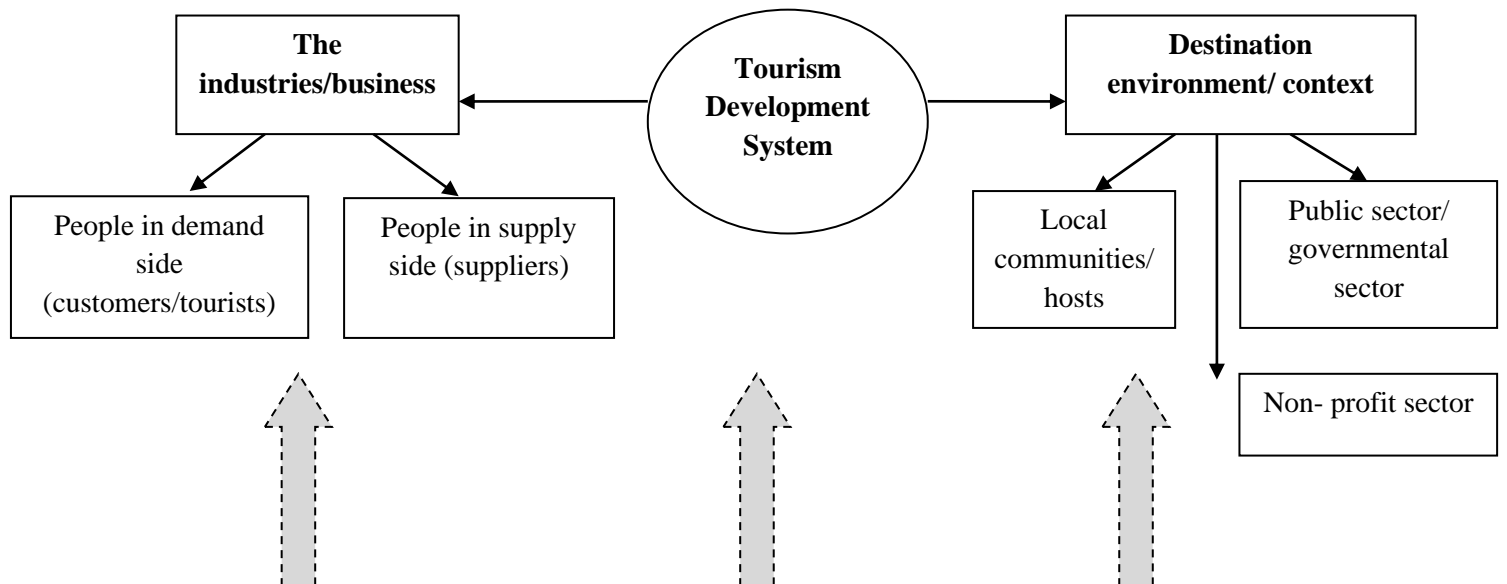 The
industries/business
Tourism
Development
System
Destination
environment/ context
People in demand
side
(customers/tourists)
People in supply
side (suppliers)
Local
communities/
hosts
Public sector/
governmental
sector
Non- profit sector